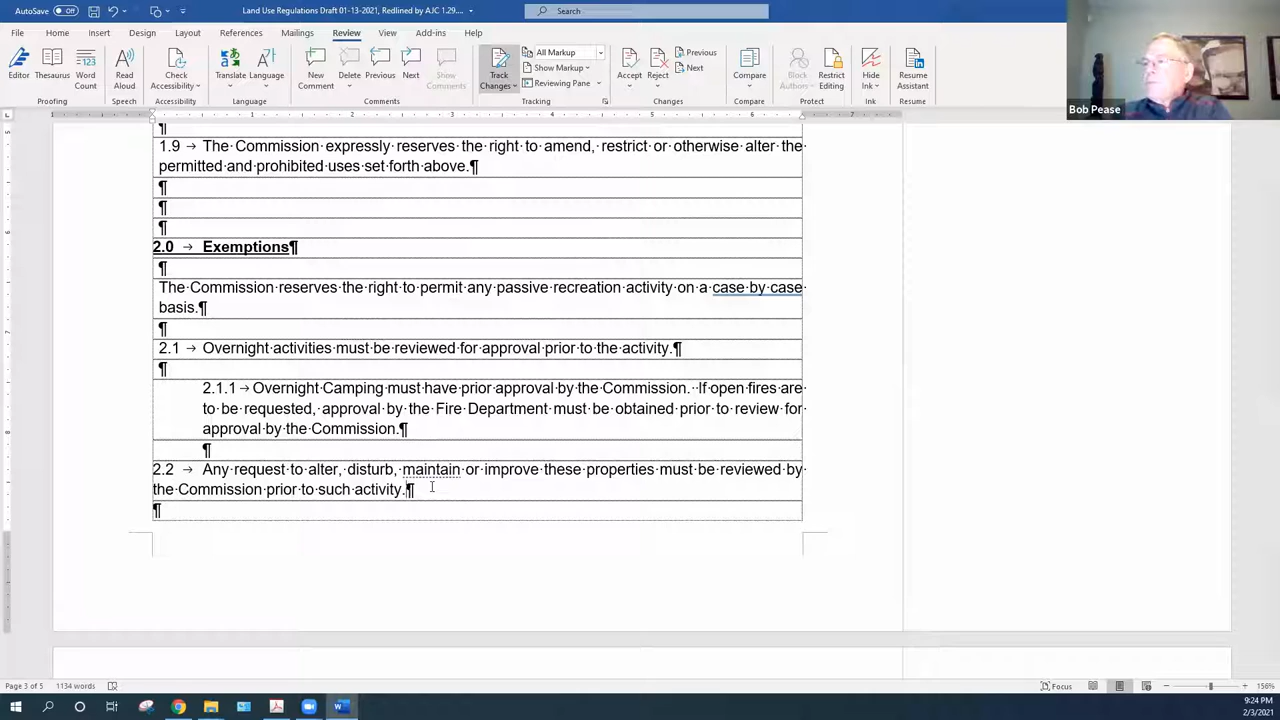 AutoSave Off Land Use Regulations Draft 01-13-2021, Redlined by AJC 1.29.... Search
File Home Insert Draw Design Layout References Mailings Review View Add-ins Help
Editor Thesaurus Word Count Read Aloud Check Accessibility Translate Language New Comment Delete Previous Next Show Comments Track Changes All Markup Show Markup Reviewing Pane Accept Reject Previous Next Compare Block Authors Restrict Editing Hide Ink Resume Assistant
Proofing Speech Accessibility Language Comments Tracking Changes Compare Protect Ink Resume
Bob Pease
1.9 → The·Commission·expressly·reserves·the·right·to·amend,·restrict·or·otherwise·alter·the·
permitted·and·prohibited·uses·set·forth·above.¶
¶
¶
¶
2.0 → Exemptions¶
¶
The·Commission·reserves·the·right·to·permit·any·passive·recreation·activity·on·a·case·by·case·
basis.¶
¶
2.1 → Overnight·activities·must·be·reviewed·for·approval·prior·to·the·activity.¶
¶
2.1.1→Overnight·Camping·must·have·prior·approval·by·the·Commission.··If·open·fires·are·
to·be·requested,·approval·by·the·Fire·Department·must·be·obtained·prior·to·review·for·
approval·by·the·Commission.¶
¶
2.2 → Any·request·to·alter,·disturb,·maintain·or·improve·these·properties·must·be·reviewed·by·
the·Commission·prior·to·such·activity.¶
¶
Page 3 of 5 1134 words Focus 156%
9:24 PM
2/3/2021